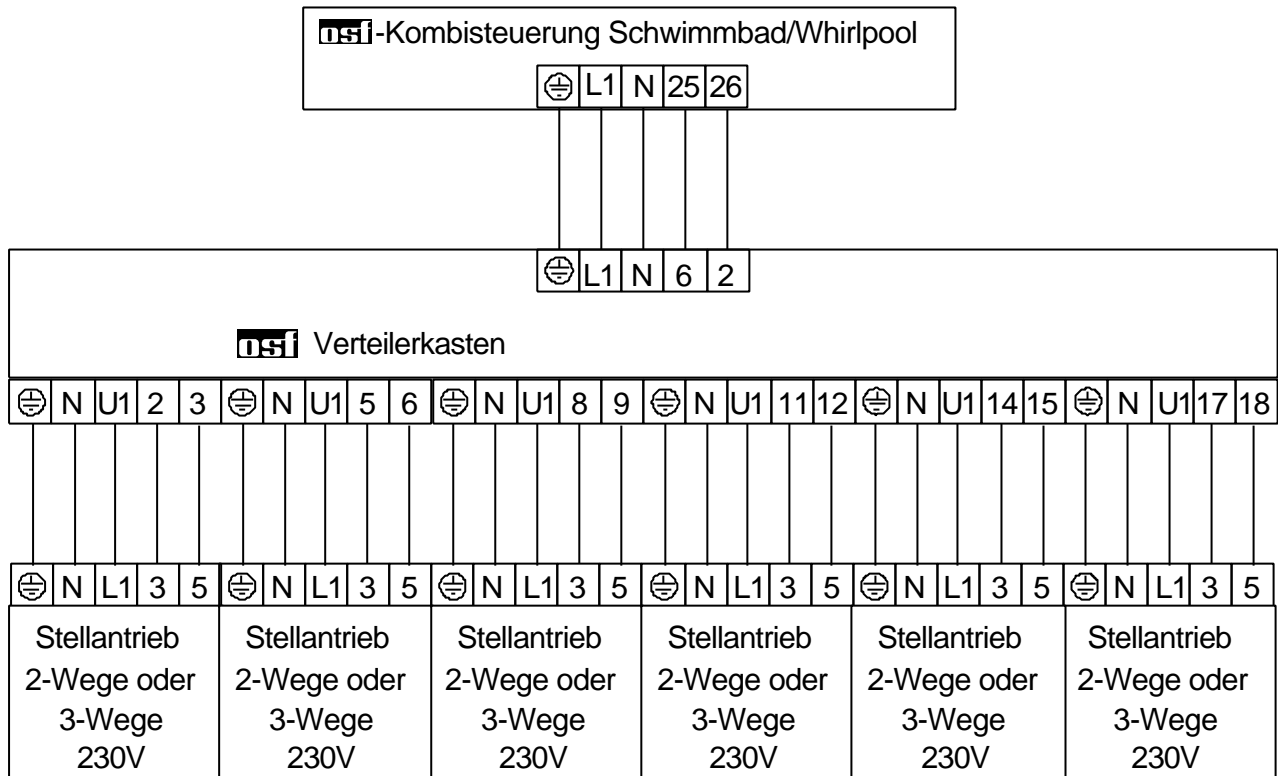 osf-Kombisteuerung Schwimmbad/Whirlpool
L1 N 25 26
L1 N 6 2
osf Verteilerkasten
N U1 2 3 N U1 5 6 N U1 8 9 N U1 11 12 N U1 14 15 N U1 17 18
N L1 3 5 N L1 3 5 N L1 3 5 N L1 3 5 N L1 3 5 N L1 3 5
Stellantrieb
2-Wege oder
3-Wege
230V
Stellantrieb
2-Wege oder
3-Wege
230V
Stellantrieb
2-Wege oder
3-Wege
230V
Stellantrieb
2-Wege oder
3-Wege
230V
Stellantrieb
2-Wege oder
3-Wege
230V
Stellantrieb
2-Wege oder
3-Wege
230V